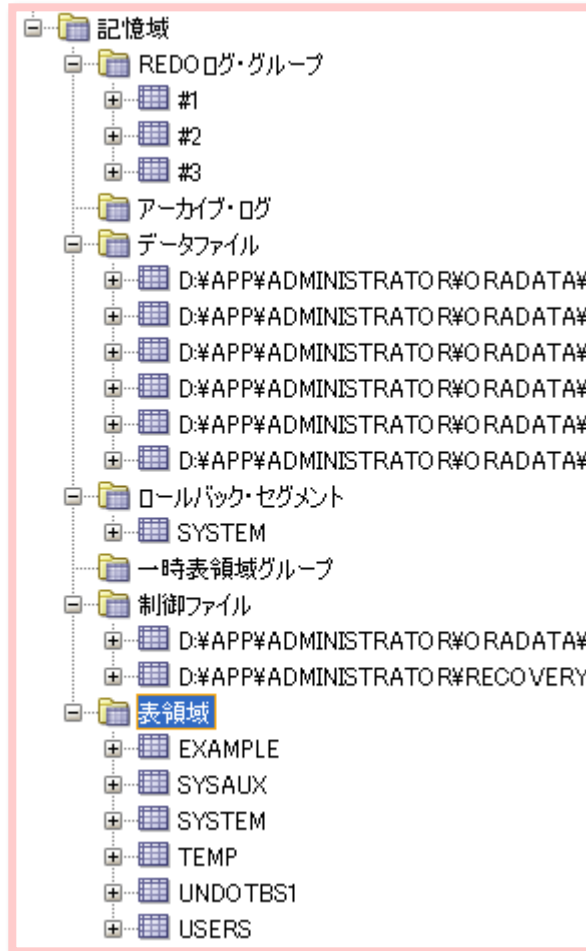 記憶域
REDOログ・グループ
#1
#2
#3
アーカイブ・ログ
データファイル
D:¥APP¥ADMINISTRATOR¥ORADATA¥
D:¥APP¥ADMINISTRATOR¥ORADATA¥
D:¥APP¥ADMINISTRATOR¥ORADATA¥
D:¥APP¥ADMINISTRATOR¥ORADATA¥
D:¥APP¥ADMINISTRATOR¥ORADATA¥
D:¥APP¥ADMINISTRATOR¥ORADATA¥
ロールバック・セグメント
SYSTEM
一時表領域グループ
制御ファイル
D:¥APP¥ADMINISTRATOR¥ORADATA¥
D:¥APP¥ADMINISTRATOR¥RECOVERY
表領域
EXAMPLE
SYSAUX
SYSTEM
TEMP
UNDOTBS1
USERS